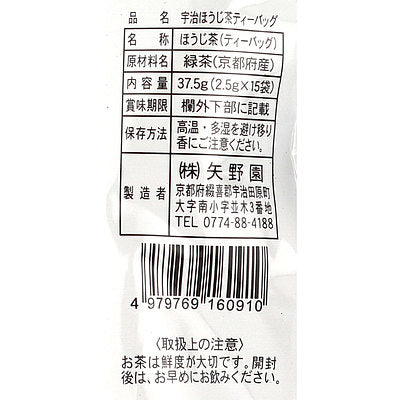 品名 宇治ほうじ茶ティーバッグ
名称 ほうじ茶(ティーバッグ)
原材料名 緑茶(京都府産)
内容量 37.5g(2.5g×15袋)
賞味期限 欄外下部に記載
保存方法 高温・多湿を避け移り
香にご注意ください。
製造者 ㈱矢野園
京都府綴喜郡宇治田原町
大字南小字並木3番地
TEL 0774-88-4188
4 979769 160910
〈取扱上の注意〉
お茶は鮮度が大切です。開封
後は、お早めにお飲みください。